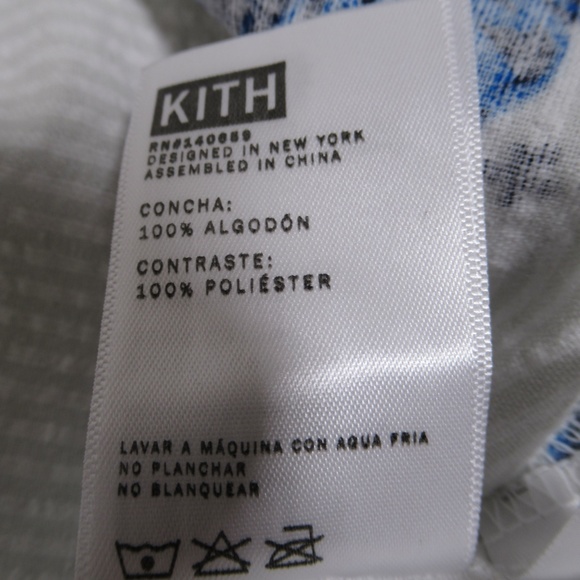 KITH
RN#140659
DESIGNED IN NEW YORK
ASSEMBLED IN CHINA
CONCHA:
100% ALGODÓN
CONTRASTE:
100% POLIÉSTER
LAVAR A MÁQUINA CON AGUA FRIA
NO PLANCHAR
NO BLANQUEAR